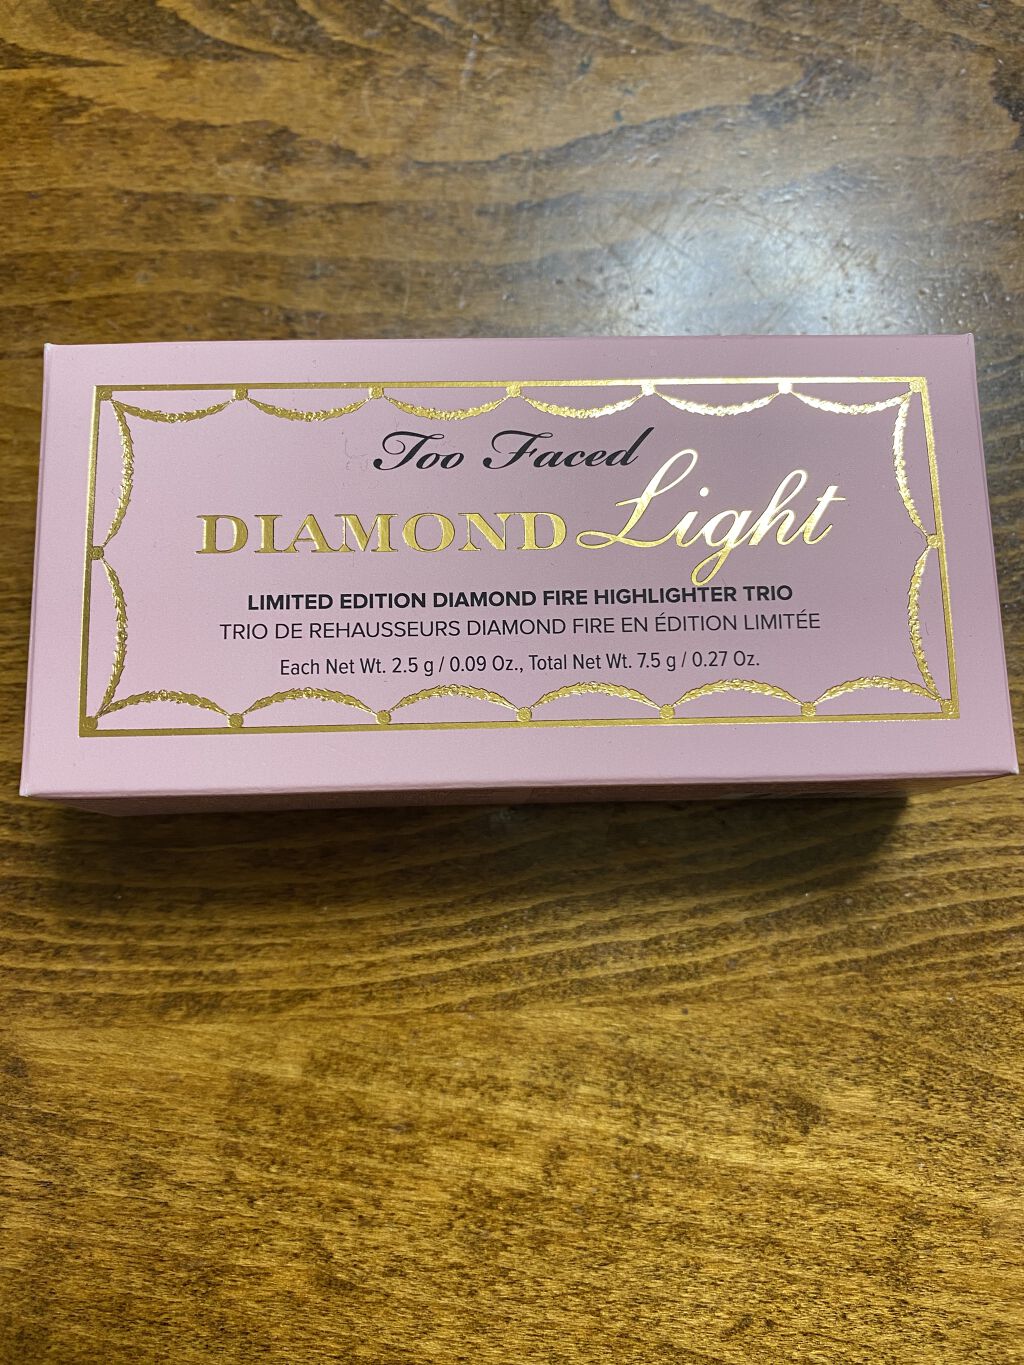 Too Faced
DIAMOND Light
LIMITED EDITION DIAMOND FIRE HIGHLIGHTER TRIO
TRIO DE REHAUSSEURS DIAMOND FIRE EN ÉDITION LIMITÉE
Each Net Wt. 2.5 g / 0.09 Oz., Total Net Wt. 7.5 g / 0.27 Oz.